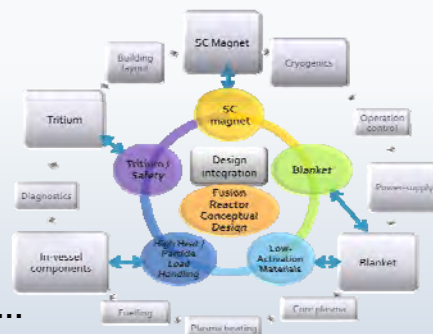 SC Magnet
Building
layout
Cryogenics
SC
magnet
Operation
control
Tritium
Tritium /
Safety
Design
integration
Blanket
Fusion
Reactor
Conceptual
Design
Diagnostics
Power-supply
In-vessel
components
High Heat /
Particle
Load
Handling
Low-
Activation
Materials
Blanket
Fuelling
Core plasma
Plasma heating
...